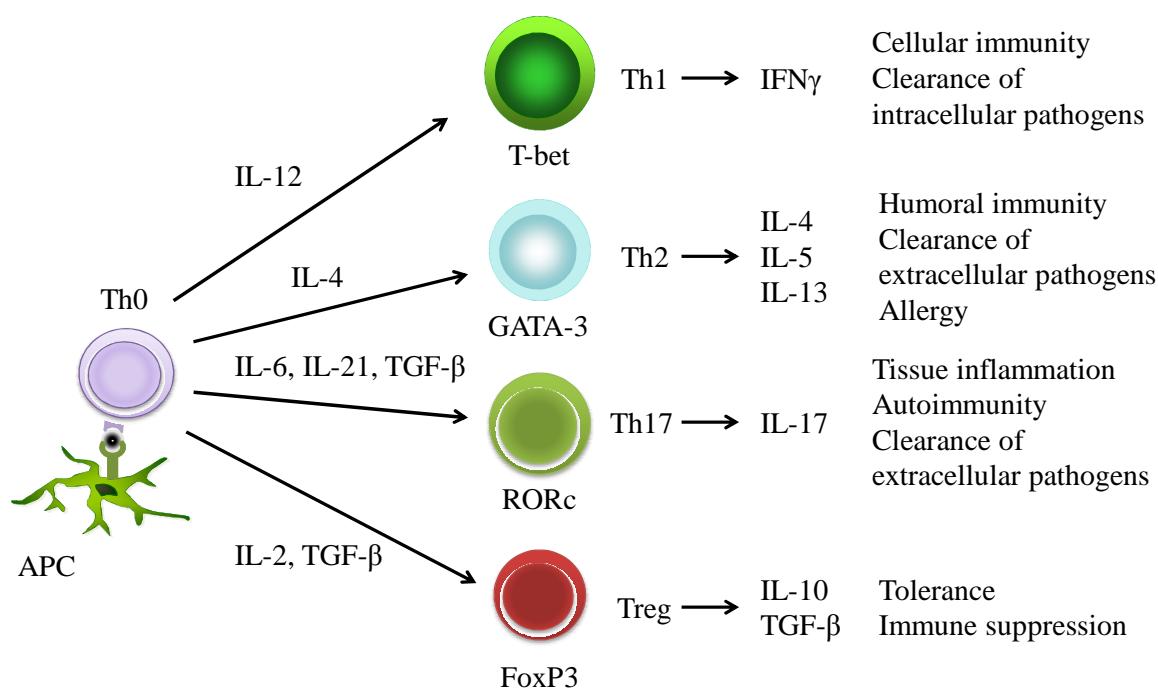 Th1
IFNγ
Cellular immunity
Clearance of
intracellular pathogens
T-bet
IL-12
IL-4
Th0
GATA-3
Th2
IL-4
IL-5
IL-13
Humoral immunity
Clearance of
extracellular pathogens
Allergy
IL-6, IL-21, TGF-β
RORc
Th17
IL-17
Tissue inflammation
Autoimmunity
Clearance of
extracellular pathogens
APC
IL-2, TGF-β
Treg
IL-10
TGF-β
Tolerance
Immune suppression
FoxP3